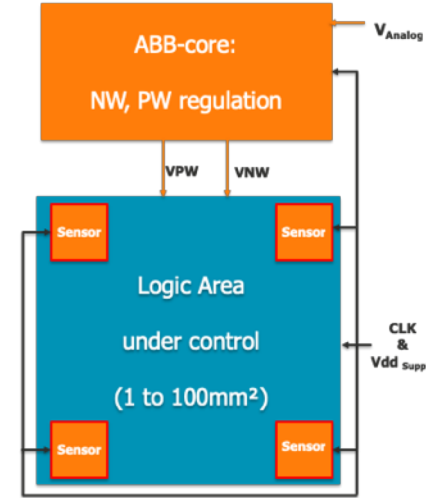 ABB-core:
NW, PW regulation
VAnalog
VPW
VNW
Sensor
Sensor
Logic Area
under control
(1 to 100mm²)
CLK
&
Vdd Supp
Sensor
Sensor